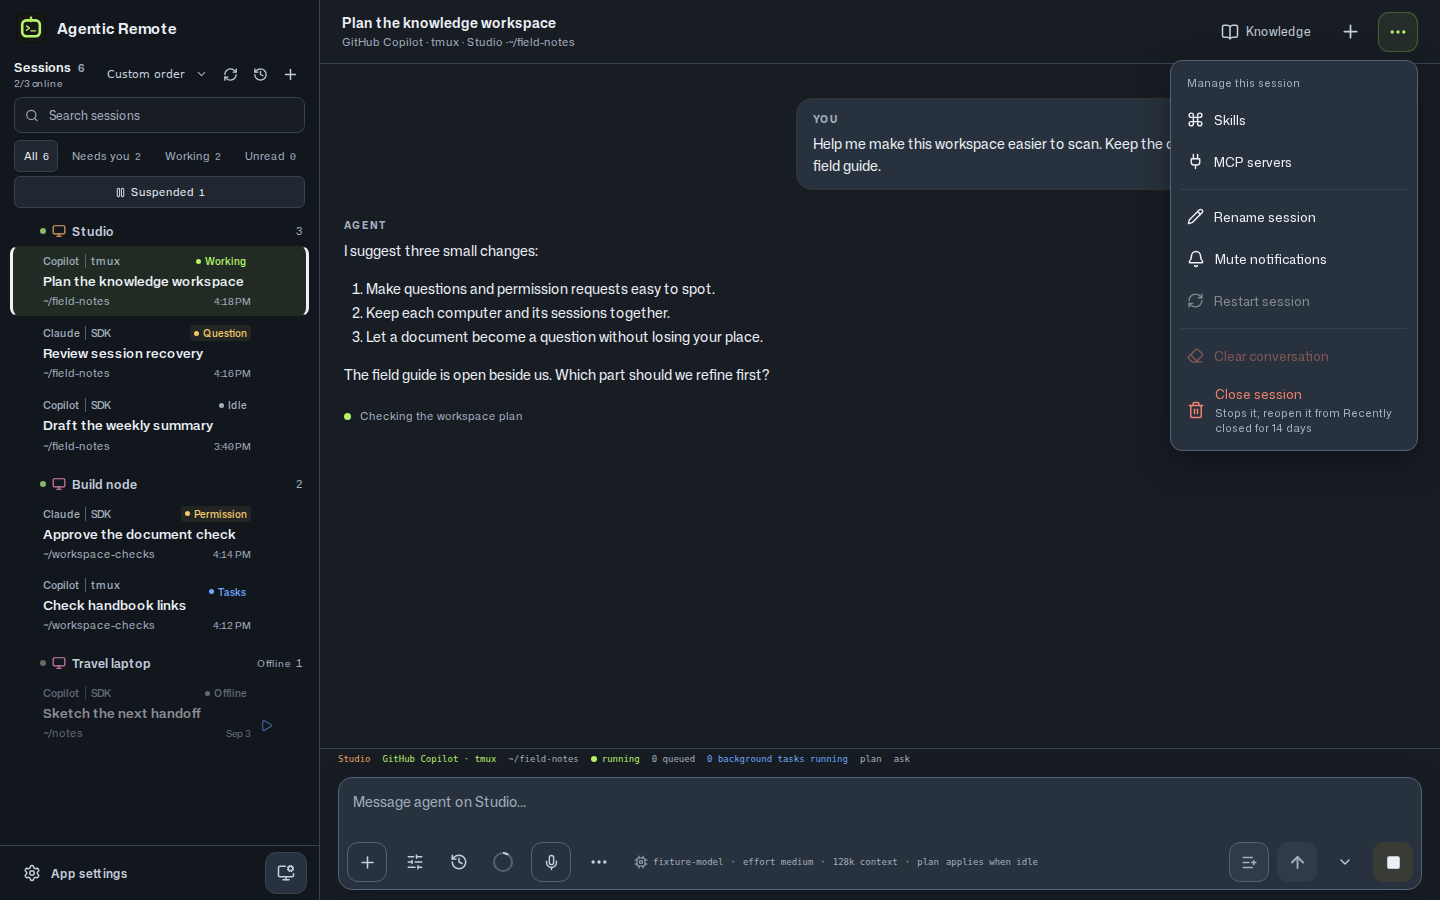 Agentic Remote
Sessions 6
2/3 online
Custom order
Search sessions
All 6
Needs you 2
Working 2
Unread 0
Suspended 1
Studio 3
Copilot | tmux
Working
Plan the knowledge workspace
~/field-notes
4:18 PM
Claude | SDK
Question
Review session recovery
~/field-notes
4:16 PM
Copilot | SDK
Idle
Draft the weekly summary
~/field-notes
3:40 PM
Build node 2
Claude | SDK
Permission
Approve the document check
~/workspace-checks
4:14 PM
Copilot | tmux
Tasks
Check handbook links
~/workspace-checks
4:12 PM
Travel laptop
Offline 1
Copilot | SDK
Offline
Sketch the next handoff
~/notes
Sep 3
App settings
Plan the knowledge workspace
GitHub Copilot · tmux · Studio · ~/field-notes
Knowledge
YOU
Help me make this workspace easier to scan. Keep the
field guide.
AGENT
I suggest three small changes:
1. Make questions and permission requests easy to spot.
2. Keep each computer and its sessions together.
3. Let a document become a question without losing your place.
The field guide is open beside us. Which part should we refine first?
Checking the workspace plan
Manage this session
Skills
MCP servers
Rename session
Mute notifications
Restart session
Clear conversation
Close session
Stops it; reopen it from Recently
closed for 14 days
Studio GitHub Copilot · tmux ~/field-notes running 0 queued 0 background tasks running plan ask
Message agent on Studio...
fixture-model · effort medium · 128k context · plan applies when idle